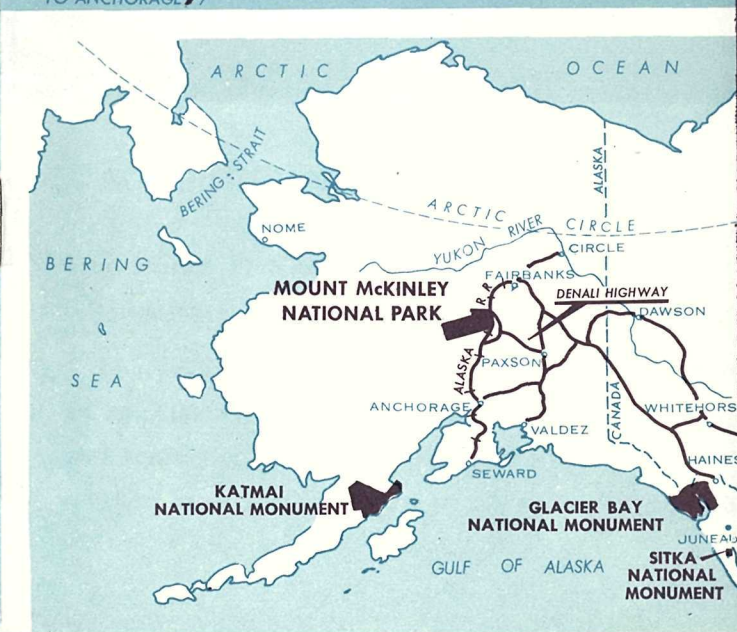 TO ANCHORAGE
ARCTIC OCEAN
BERING STRAIT
ALASKA
ARCTIC CIRCLE
NOME
YUKON RIVER
CIRCLE
BERING
SEA
FAIRBANKS
MOUNT McKINLEY
NATIONAL PARK
R. R.
DENALI HIGHWAY
DAWSON
PAXSON
ALASKA
ANCHORAGE
CANADA
WHITEHORS
VALDEZ
HAINES
SEWARD
KATMAI
NATIONAL MONUMENT
GLACIER BAY
NATIONAL MONUMENT
JUNEAU
GULF OF ALASKA
SITKA
NATIONAL
MONUMENT